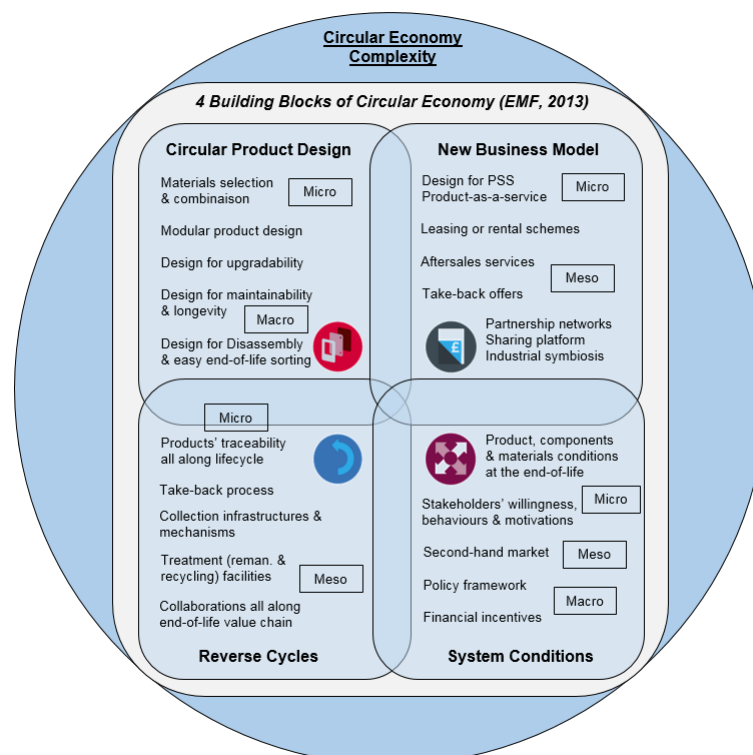 Circular Economy
Complexity
4 Building Blocks of Circular Economy (EMF, 2013)
Circular Product Design
Materials selection
& combinaison
Micro
Modular product design
Design for upgradability
Design for maintainability
& longevity
Macro
Design for Disassembly
& easy end-of-life sorting
New Business Model
Design for PSS
Product-as-a-service
Micro
Leasing or rental schemes
Aftersales services
Meso
Take-back offers
Partnership networks
Sharing platform
Industrial symbiosis
£
Micro
Products' traceability
all along lifecycle
Take-back process
Collection infrastructures &
mechanisms
Treatment (reman. &
recycling) facilities
Meso
Collaborations all along
end-of-life value chain
Reverse Cycles
Product, components
& materials conditions
at the end-of-life
Micro
Stakeholders' willingness,
behaviours & motivations
Second-hand market
Meso
Policy framework
Macro
Financial incentives
System Conditions